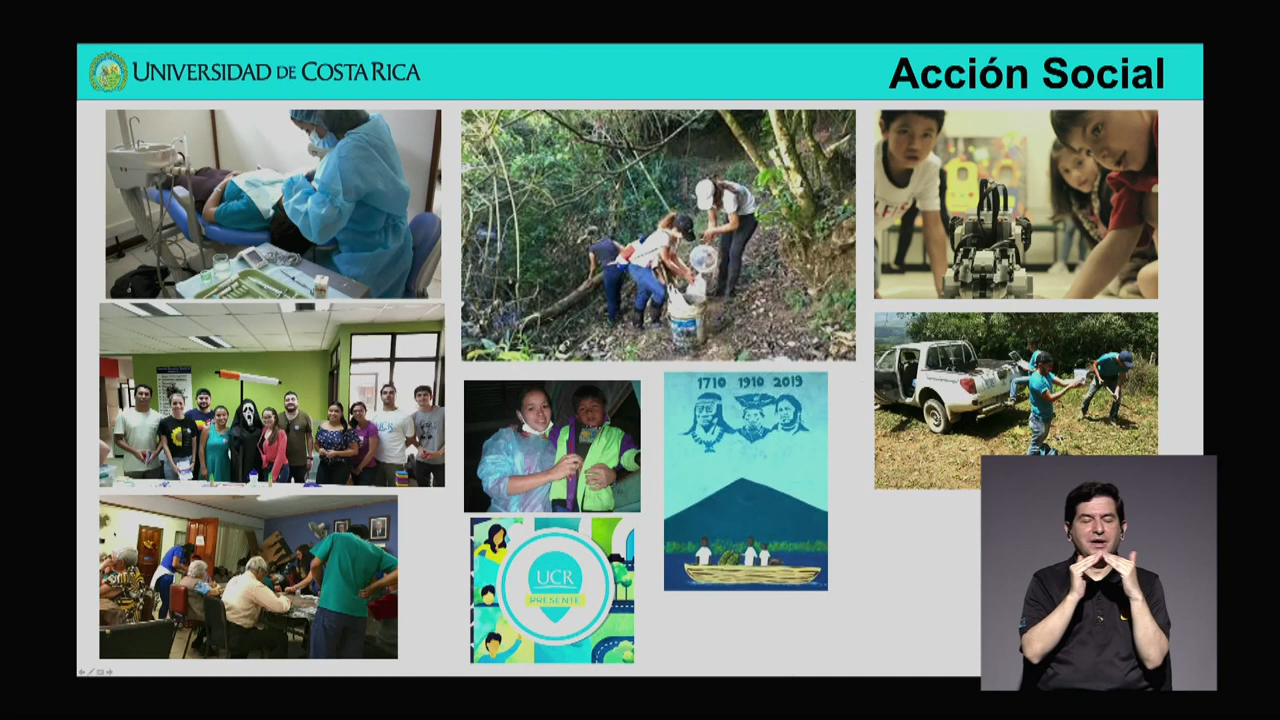 UNIVERSIDAD DE COSTA RICA
Acción Social
1710 1910 2019
UCR
PRESENTE